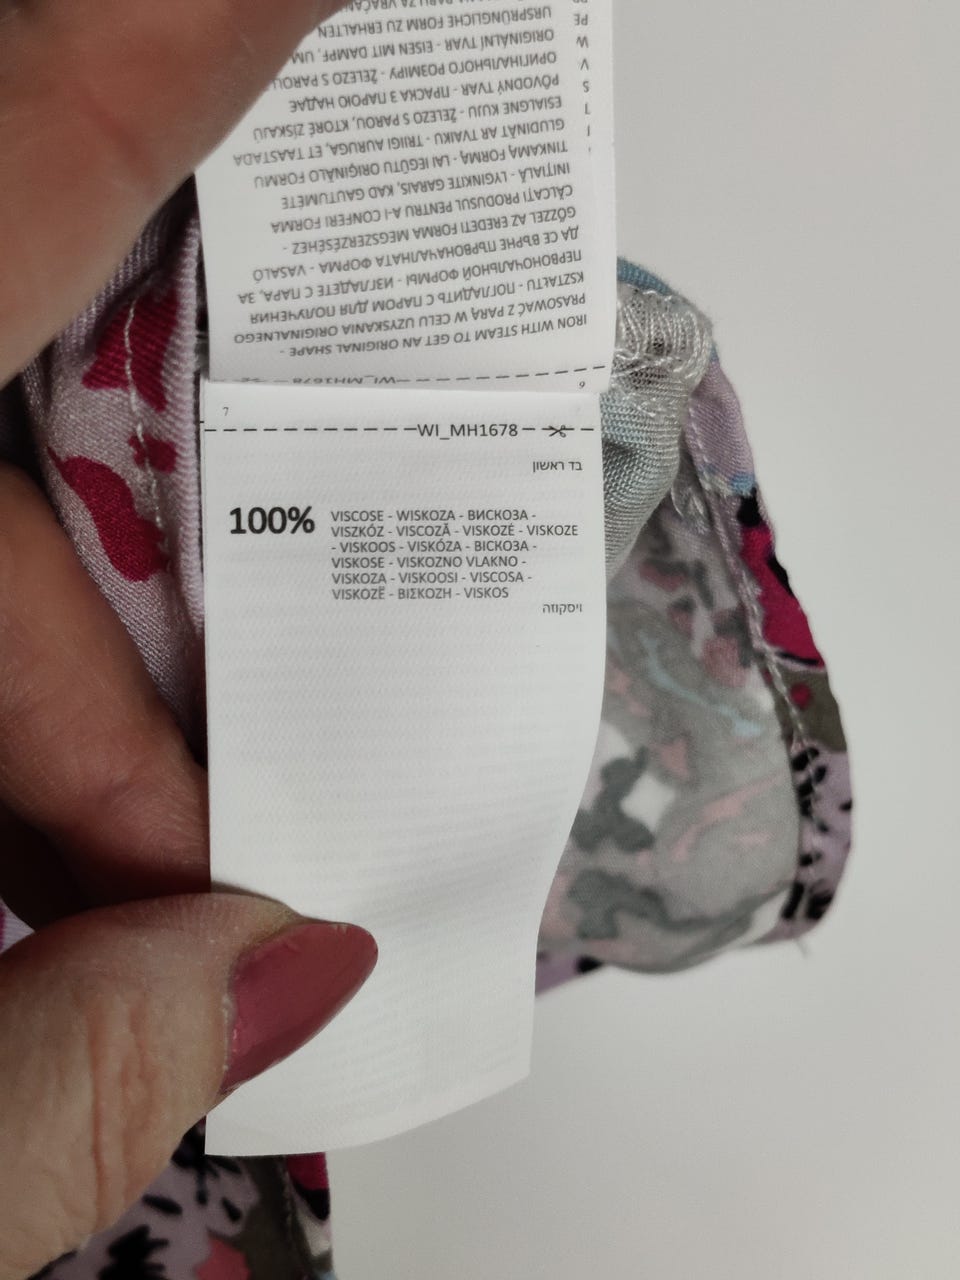 7
WI_MH1678
בד ראשון
100% VISCOSE - WISKOZA - ВИСКОЗА -
VISZKÓZ - VISCOZĂ - VISKOZĖ - VISKOZE
- VISKOOS - VISKÓZA - ВІСКОЗА -
VISKOSE - VISKOZNO VLAKNO -
VISKOZA - VISKOOSI - VISCOSA -
VISKOZË - ΒΙΣΚΟΖΗ - VISKOS
ויסקוזה
6
WI_MH1678
IRON WITH STEAM TO GET AN ORIGINAL SHAPE -
PRASOWAĆ Z PARĄ W CELU UZYSKANIA ORIGINALNEGO
KSZTAKTU - ПОГЛАДИТЬ С ПАРОМ ДЛЯ ПОЛУЧЕНИЯ
ПЕРВОНОЧАЛЬНОЙ ФОРМЫ - ИЗГЛАДЕТЕ С ПАРА, ЗА
ДА СЕ ВЪРНЕ ПЪРВОНАЧАЛНАТА ФОРМА - VASALÓ
GŐZZEL AZ EREDETI FORMA MEGSZERZÉSÉHEZ -
CĂLCAȚI PRODUSUL PENTRU A-I CONFERI FORMA
INIȚIALĂ - LYGINKITE GARAIS, KAD GAUTUMĖTE
TINKAMĄ FORMĄ - LAI IEGŪTU ORIĢINĀLO FORMU
GLUDINĀT AR TVAIKU - TRIIGI AURUGA, ET TAASTADA
ESIALGNE KUJU - ŽELEZO S PAROU, KTORÉ ZÍSKAJÚ
PÔVODNÝ TVAR - ПРАСКА З ПАРОЮ НАДАЄ
ОРИГІНАЛЬНОГО РОЗМІРУ - ŽELEZO S PAROU
ORIGINÁLNÍ TVAR - EISEN MIT DAMPF, UM
URSPRÜNGLICHE FORM ZU ERHALTEN